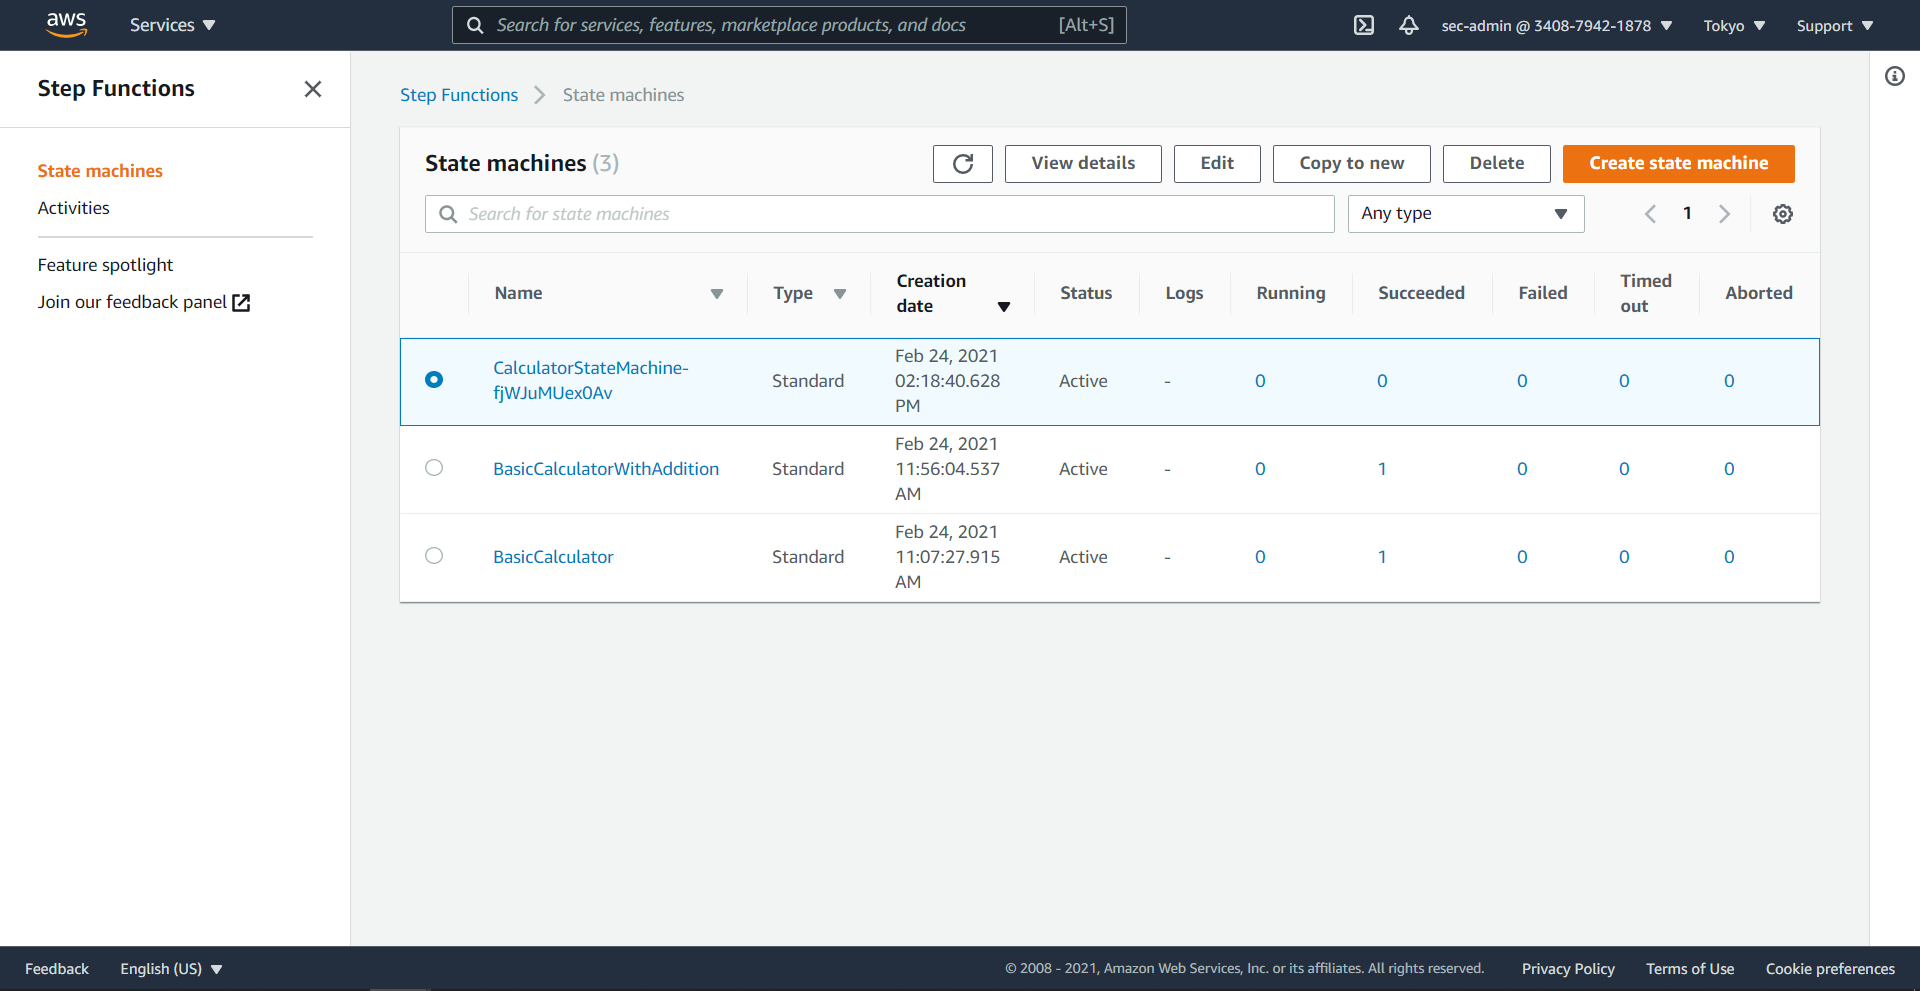 aws Services Search for services, features, marketplace products, and docs [Alt+S] sec-admin @ 3408-7942-1878 Tokyo Support
Step Functions
State machines
Activities
Feature spotlight
Join our feedback panel
Step Functions State machines
State machines (3) View details Edit Copy to new Delete Create state machine
Search for state machines Any type 1
Name Type Creation date Status Logs Running Succeeded Failed Timed out Aborted
CalculatorStateMachine-
fjWJuMUex0Av
Standard
Feb 24, 2021
02:18:40.628
PM
Active - 0 0 0 0 0
BasicCalculatorWithAddition
Standard
Feb 24, 2021
11:56:04.537
AM
Active - 0 1 0 0 0
BasicCalculator
Standard
Feb 24, 2021
11:07:27.915
AM
Active - 0 1 0 0 0
Feedback English (US) © 2008 - 2021, Amazon Web Services, Inc. or its affiliates. All rights reserved. Privacy Policy Terms of Use Cookie preferences